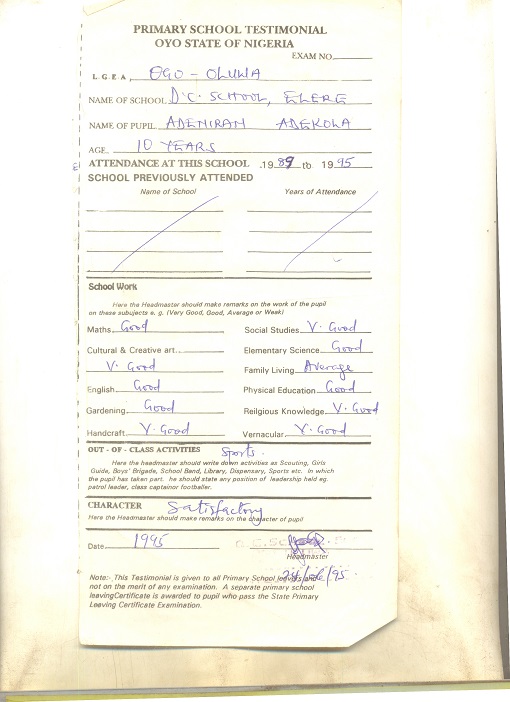 PRIMARY SCHOOL TESTIMONIAL
OYO STATE OF NIGERIA
EXAM NO.
L. G. E A. OGO - OLUWA
NAME OF SCHOOL D.C. SCHOOL, ELERE
NAME OF PUPIL ADENIRAN ADEKOLA
AGE 10 YEARS
ATTENDANCE AT THIS SCHOOL .1989 to 1995
SCHOOL PREVIOUSLY ATTENDED
Name of School Years of Attendance
School Work
Here the Headmaster should make remarks on the work of the pupil
on these subujects e. g. (Very Good, Good, Average or Weak)
Maths. Good Social Studies V. Good
Cultural & Creative art... Elementary Science. Good
V. Good Family Living Average
English Good Physical Education Good
Gardening Good Reilgious Knowledge V. Good
Handcraft V. Good Vernacular V. Good
OUT - OF - CLASS ACTIVITIES Sports.
Here the headmaster should write down activities as Scouting, Girls
Guide, Boys' Brigade, School Band, Library, Dispensary, Sports etc. In which
the pupil has taken part. he should state any position of leadership held eg.
patrol leader, class captainor footballer.
CHARACTER Satisfactory
Here the Headmaster should make remarks on the character of pupil
Date 1995
Headmaster
Note:- This Testimonial is given to all Primary School
not on the merit of any examination. A separate primary school
leavingCertificate is awarded to pupil who pass the State Primary
Leaving Certificate Examination.